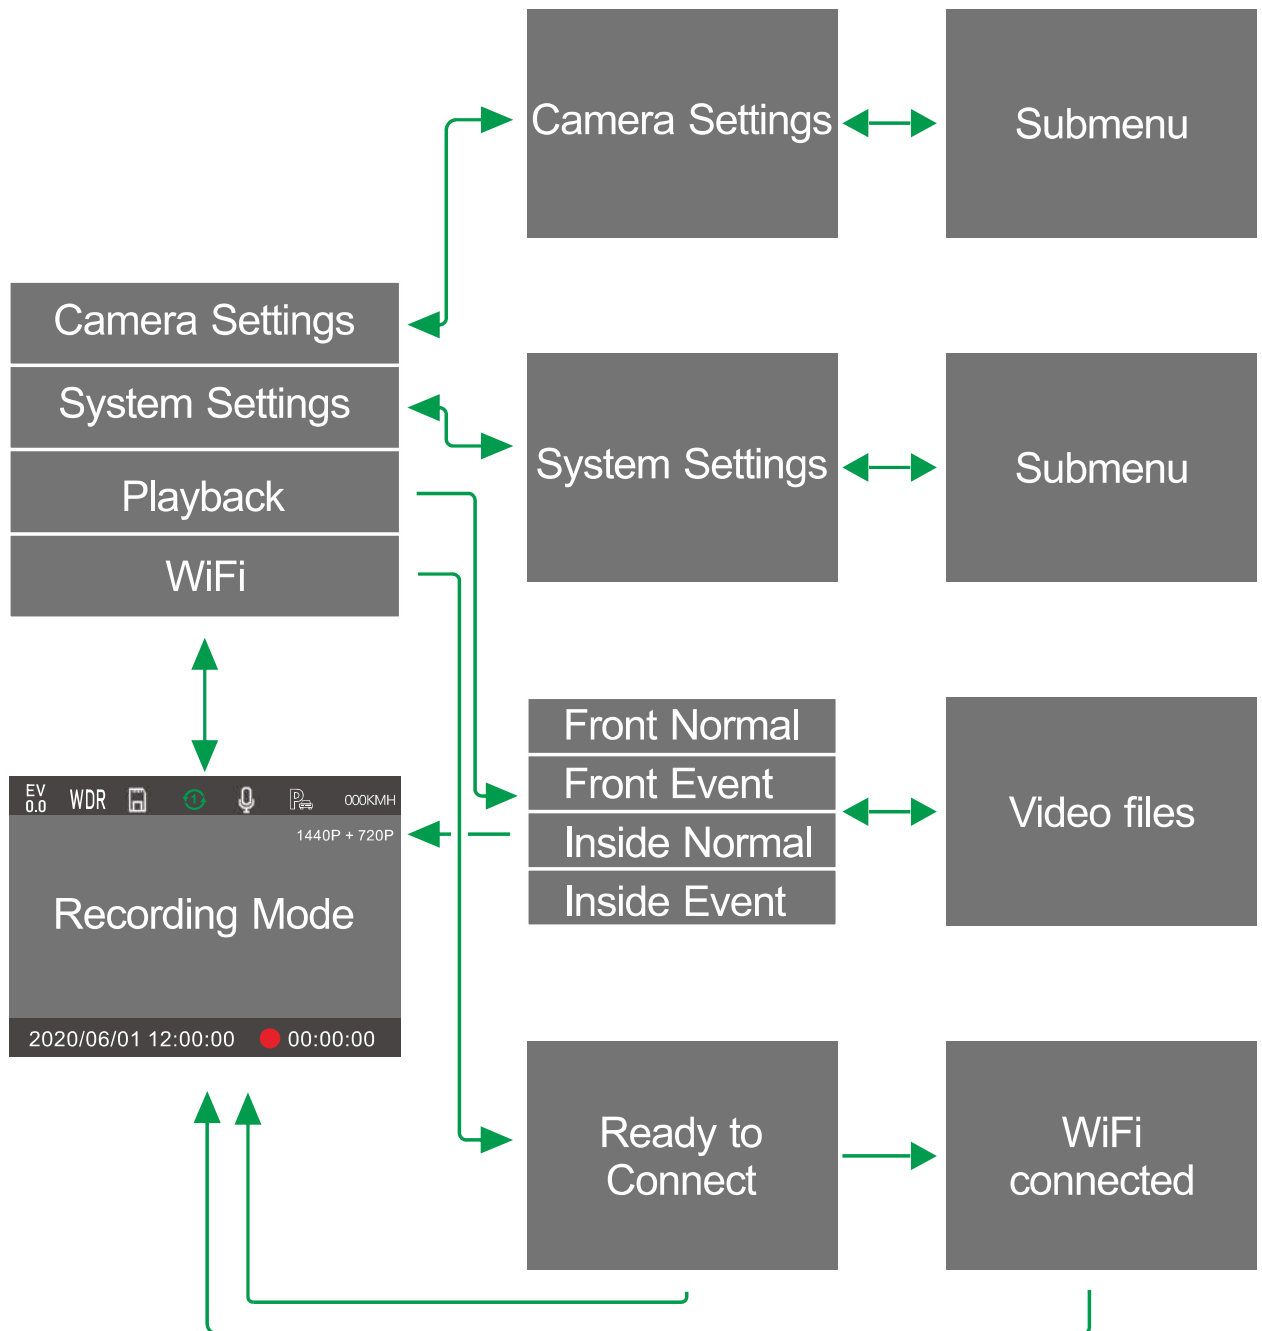 Camera Settings
Submenu
Camera Settings
System Settings
Playback
WiFi
System Settings
Submenu
EV
0.0
WDR
1
P
000KMH
1440P + 720P
Recording Mode
2020/06/01 12:00:00
00:00:00
Front Normal
Front Event
Inside Normal
Inside Event
Video files
Ready to
Connect
WiFi
connected